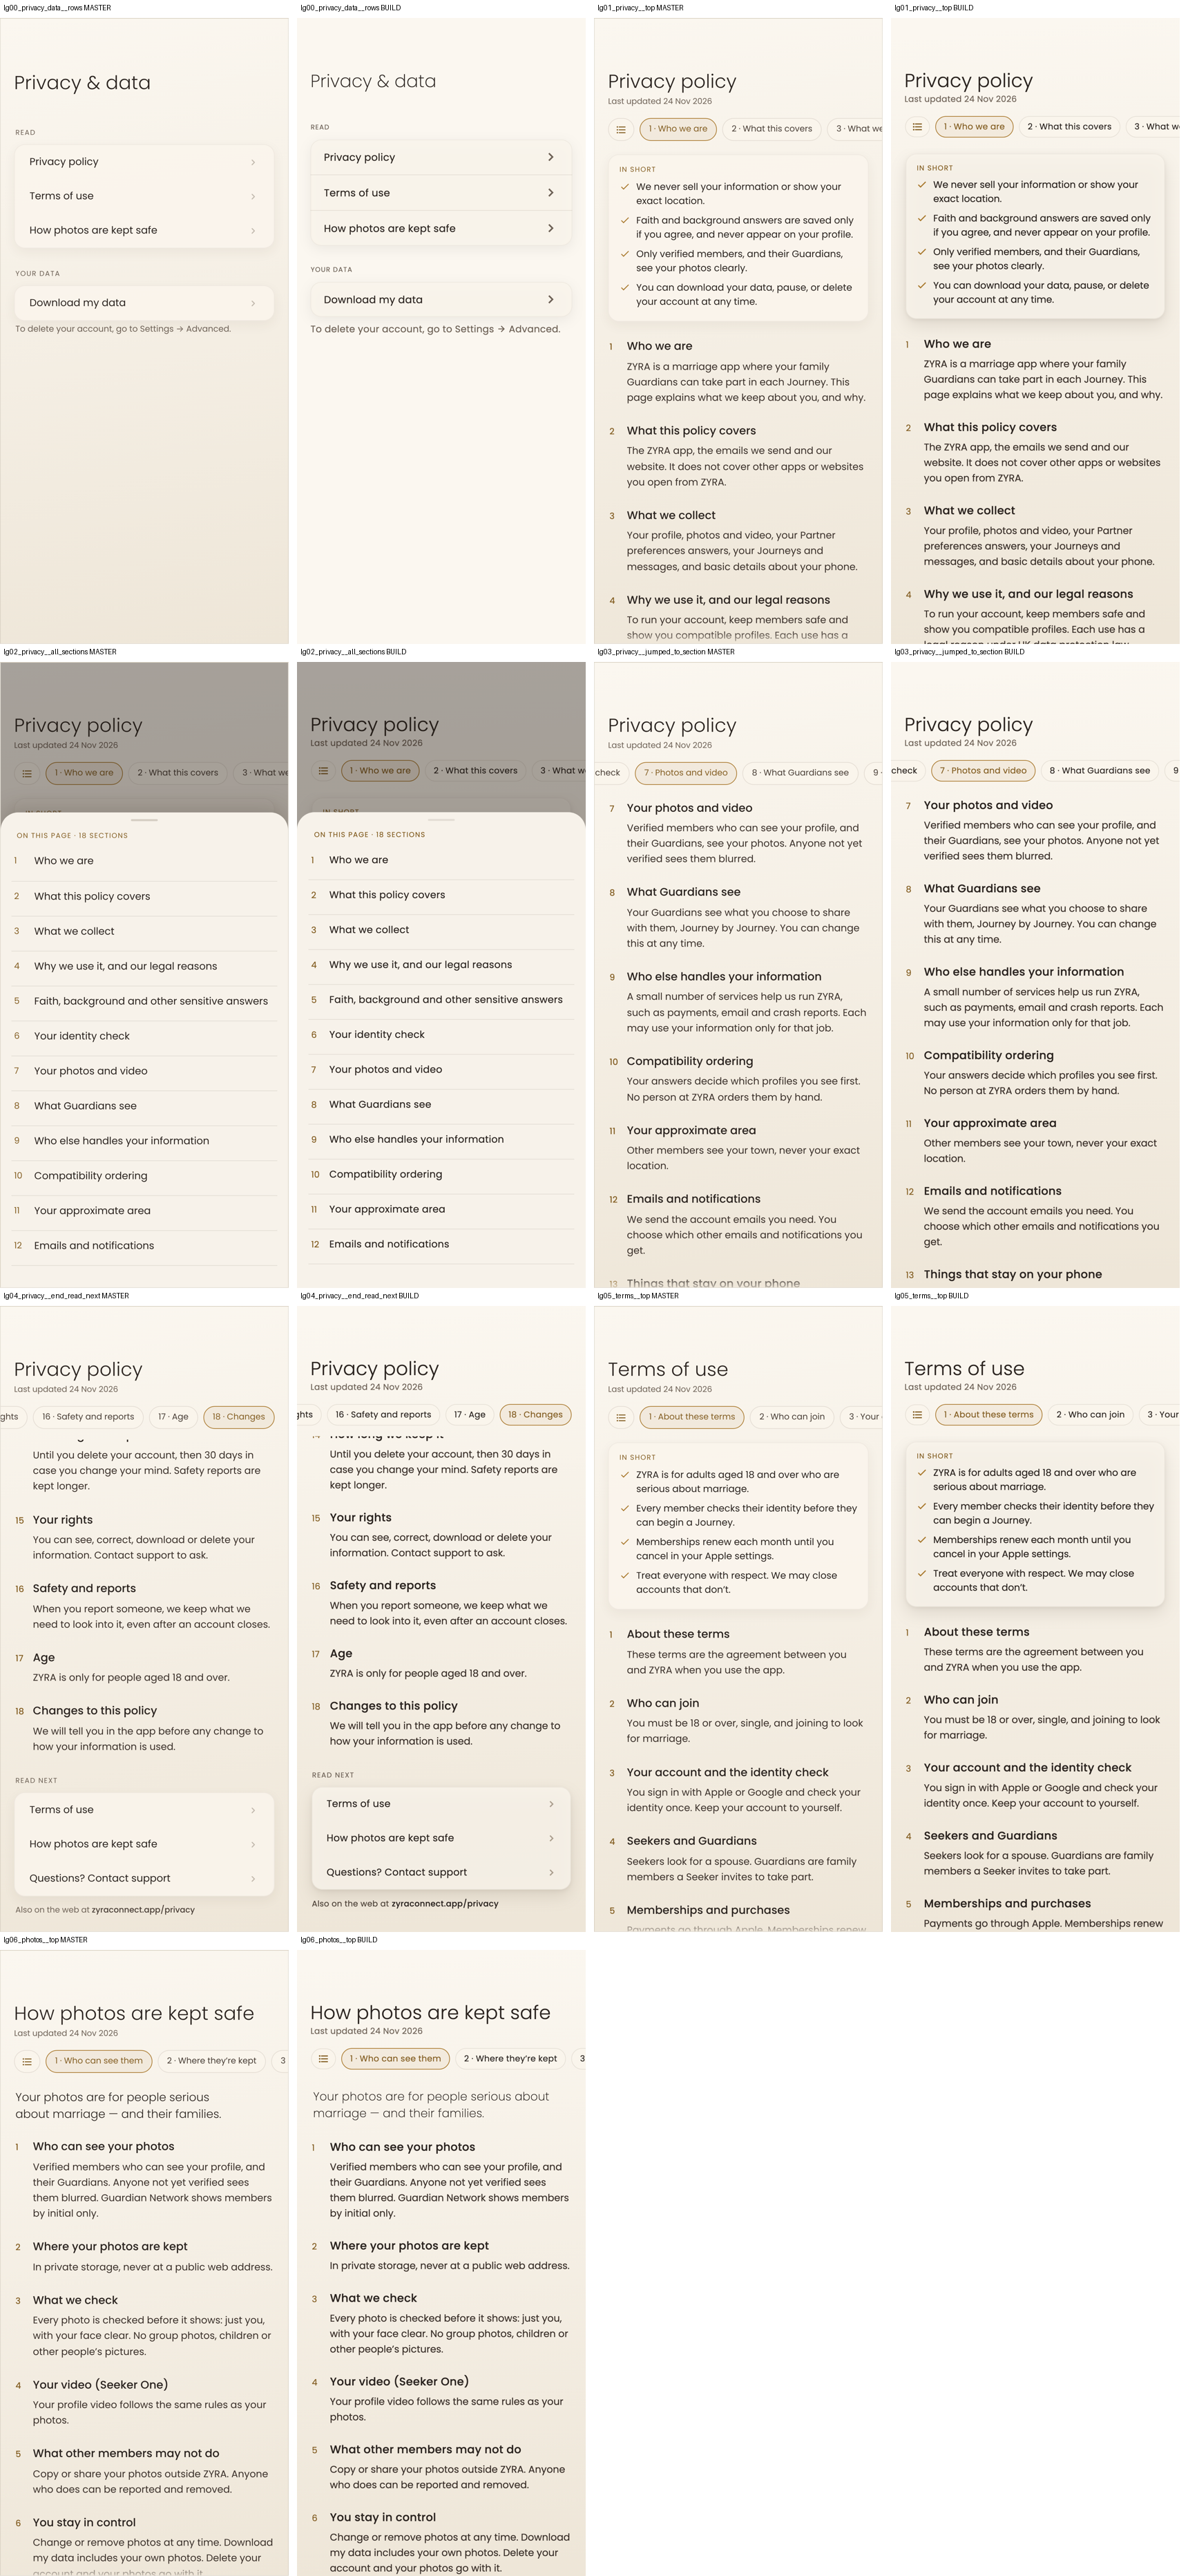 lg00_privacy_data__rows MASTER
Privacy & data
READ
Privacy policy
Terms of use
How photos are kept safe
YOUR DATA
Download my data
To delete your account, go to Settings → Advanced.
lg00_privacy_data__rows BUILD
Privacy & data
READ
Privacy policy
Terms of use
How photos are kept safe
YOUR DATA
Download my data
To delete your account, go to Settings → Advanced.
lg01_privacy__top MASTER
Privacy policy
Last updated 24 Nov 2026
1 · Who we are
2 · What this covers
3 · What we
IN SHORT
We never sell your information or show your
exact location.
Faith and background answers are saved only
if you agree, and never appear on your profile.
Only verified members, and their Guardians,
see your photos clearly.
You can download your data, pause, or delete
your account at any time.
1 Who we are
ZYRA is a marriage app where your family
Guardians can take part in each Journey. This
page explains what we keep about you, and why.
2 What this policy covers
The ZYRA app, the emails we send and our
website. It does not cover other apps or websites
you open from ZYRA.
3 What we collect
Your profile, photos and video, your Partner
preferences answers, your Journeys and
messages, and basic details about your phone.
4 Why we use it, and our legal reasons
To run your account, keep members safe and
show you compatible profiles. Each use has a
lg01_privacy__top BUILD
Privacy policy
Last updated 24 Nov 2026
1 · Who we are
2 · What this covers
3 · What w
IN SHORT
We never sell your information or show your
exact location.
Faith and background answers are saved only
if you agree, and never appear on your profile.
Only verified members, and their Guardians,
see your photos clearly.
You can download your data, pause, or delete
your account at any time.
1 Who we are
ZYRA is a marriage app where your family
Guardians can take part in each Journey. This
page explains what we keep about you, and why.
2 What this policy covers
The ZYRA app, the emails we send and our
website. It does not cover other apps or websites
you open from ZYRA.
3 What we collect
Your profile, photos and video, your Partner
preferences answers, your Journeys and
messages, and basic details about your phone.
4 Why we use it, and our legal reasons
To run your account, keep members safe and
show you compatible profiles. Each use has a
legal reason under UK data protection law.
lg02_privacy__all_sections MASTER
Privacy policy
Last updated 24 Nov 2026
1 · Who we are
2 · What this covers
3 · What we
IN SHORT
ON THIS PAGE · 18 SECTIONS
1 Who we are
2 What this policy covers
3 What we collect
4 Why we use it, and our legal reasons
5 Faith, background and other sensitive answers
6 Your identity check
7 Your photos and video
8 What Guardians see
9 Who else handles your information
10 Compatibility ordering
11 Your approximate area
12 Emails and notifications
lg02_privacy__all_sections BUILD
Privacy policy
Last updated 24 Nov 2026
1 · Who we are
2 · What this covers
3 · What w
IN SHORT
ON THIS PAGE · 18 SECTIONS
1 Who we are
2 What this policy covers
3 What we collect
4 Why we use it, and our legal reasons
5 Faith, background and other sensitive answers
6 Your identity check
7 Your photos and video
8 What Guardians see
9 Who else handles your information
10 Compatibility ordering
11 Your approximate area
12 Emails and notifications
lg03_privacy__jumped_to_section MASTER
Privacy policy
Last updated 24 Nov 2026
check
7 · Photos and video
8 · What Guardians see
9 ·
7 Your photos and video
Verified members who can see your profile, and
their Guardians, see your photos. Anyone not yet
verified sees them blurred.
8 What Guardians see
Your Guardians see what you choose to share
with them, Journey by Journey. You can change
this at any time.
9 Who else handles your information
A small number of services help us run ZYRA,
such as payments, email and crash reports. Each
may use your information only for that job.
10 Compatibility ordering
Your answers decide which profiles you see first.
No person at ZYRA orders them by hand.
11 Your approximate area
Other members see your town, never your exact
location.
12 Emails and notifications
We send the account emails you need. You
choose which other emails and notifications you
get.
13 Things that stay on your phone
lg03_privacy__jumped_to_section BUILD
Privacy policy
Last updated 24 Nov 2026
check
7 · Photos and video
8 · What Guardians see
9
7 Your photos and video
Verified members who can see your profile, and
their Guardians, see your photos. Anyone not yet
verified sees them blurred.
8 What Guardians see
Your Guardians see what you choose to share
with them, Journey by Journey. You can change
this at any time.
9 Who else handles your information
A small number of services help us run ZYRA,
such as payments, email and crash reports. Each
may use your information only for that job.
10 Compatibility ordering
Your answers decide which profiles you see first.
No person at ZYRA orders them by hand.
11 Your approximate area
Other members see your town, never your exact
location.
12 Emails and notifications
We send the account emails you need. You
choose which other emails and notifications you
get.
13 Things that stay on your phone
lg04_privacy__end_read_next MASTER
Privacy policy
Last updated 24 Nov 2026
ghts
16 · Safety and reports
17 · Age
18 · Changes
Until you delete your account, then 30 days in
case you change your mind. Safety reports are
kept longer.
15 Your rights
You can see, correct, download or delete your
information. Contact support to ask.
16 Safety and reports
When you report someone, we keep what we
need to look into it, even after an account closes.
17 Age
ZYRA is only for people aged 18 and over.
18 Changes to this policy
We will tell you in the app before any change to
how your information is used.
READ NEXT
Terms of use
How photos are kept safe
Questions? Contact support
Also on the web at zyraconnect.app/privacy
lg04_privacy__end_read_next BUILD
Privacy policy
Last updated 24 Nov 2026
ghts
16 · Safety and reports
17 · Age
18 · Changes
14 How long we keep it
Until you delete your account, then 30 days in
case you change your mind. Safety reports are
kept longer.
15 Your rights
You can see, correct, download or delete your
information. Contact support to ask.
16 Safety and reports
When you report someone, we keep what we
need to look into it, even after an account closes.
17 Age
ZYRA is only for people aged 18 and over.
18 Changes to this policy
We will tell you in the app before any change to
how your information is used.
READ NEXT
Terms of use
How photos are kept safe
Questions? Contact support
Also on the web at zyraconnect.app/privacy
lg05_terms__top MASTER
Terms of use
Last updated 24 Nov 2026
1 · About these terms
2 · Who can join
3 · Your
IN SHORT
ZYRA is for adults aged 18 and over who are
serious about marriage.
Every member checks their identity before they
can begin a Journey.
Memberships renew each month until you
cancel in your Apple settings.
Treat everyone with respect. We may close
accounts that don’t.
1 About these terms
These terms are the agreement between you
and ZYRA when you use the app.
2 Who can join
You must be 18 or over, single, and joining to look
for marriage.
3 Your account and the identity check
You sign in with Apple or Google and check your
identity once. Keep your account to yourself.
4 Seekers and Guardians
Seekers look for a spouse. Guardians are family
members a Seeker invites to take part.
5 Memberships and purchases
Payments go through Apple. Memberships renew
lg05_terms__top BUILD
Terms of use
Last updated 24 Nov 2026
1 · About these terms
2 · Who can join
3 · Your
IN SHORT
ZYRA is for adults aged 18 and over who are
serious about marriage.
Every member checks their identity before they
can begin a Journey.
Memberships renew each month until you
cancel in your Apple settings.
Treat everyone with respect. We may close
accounts that don’t.
1 About these terms
These terms are the agreement between you
and ZYRA when you use the app.
2 Who can join
You must be 18 or over, single, and joining to look
for marriage.
3 Your account and the identity check
You sign in with Apple or Google and check your
identity once. Keep your account to yourself.
4 Seekers and Guardians
Seekers look for a spouse. Guardians are family
members a Seeker invites to take part.
5 Memberships and purchases
Payments go through Apple. Memberships renew
lg06_photos__top MASTER
How photos are kept safe
Last updated 24 Nov 2026
1 · Who can see them
2 · Where they’re kept
3
Your photos are for people serious
about marriage — and their families.
1 Who can see your photos
Verified members who can see your profile, and
their Guardians. Anyone not yet verified sees
them blurred. Guardian Network shows members
by initial only.
2 Where your photos are kept
In private storage, never at a public web address.
3 What we check
Every photo is checked before it shows: just you,
with your face clear. No group photos, children or
other people’s pictures.
4 Your video (Seeker One)
Your profile video follows the same rules as your
photos.
5 What other members may not do
Copy or share your photos outside ZYRA. Anyone
who does can be reported and removed.
6 You stay in control
Change or remove photos at any time. Download
my data includes your own photos. Delete your
account and your photos go with it.
lg06_photos__top BUILD
How photos are kept safe
Last updated 24 Nov 2026
1 · Who can see them
2 · Where they’re kept
3
Your photos are for people serious about
marriage — and their families.
1 Who can see your photos
Verified members who can see your profile, and
their Guardians. Anyone not yet verified sees
them blurred. Guardian Network shows members
by initial only.
2 Where your photos are kept
In private storage, never at a public web address.
3 What we check
Every photo is checked before it shows: just you,
with your face clear. No group photos, children or
other people’s pictures.
4 Your video (Seeker One)
Your profile video follows the same rules as your
photos.
5 What other members may not do
Copy or share your photos outside ZYRA. Anyone
who does can be reported and removed.
6 You stay in control
Change or remove photos at any time. Download
my data includes your own photos. Delete your
account and your photos go with it.